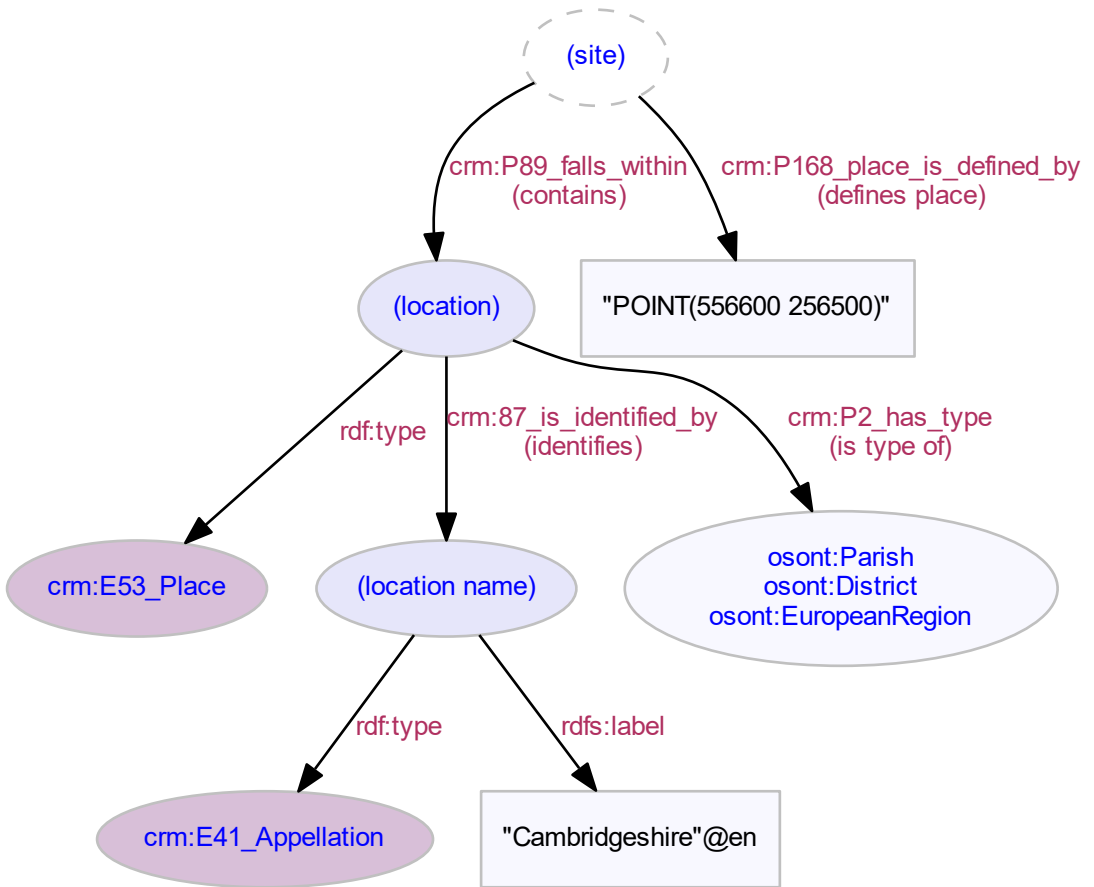 (site)
crm:P89_falls_within
(contains)
crm:P168_place_is_defined_by
(defines place)
(location)
"POINT(556600 256500)"
rdf:type
crm:87_is_identified_by
(identifies)
crm:P2_has_type
(is type of)
crm:E53_Place
(location name)
osont:Parish
osont:District
osont:EuropeanRegion
rdf:type
rdfs:label
crm:E41_Appellation
"Cambridgeshire"@en